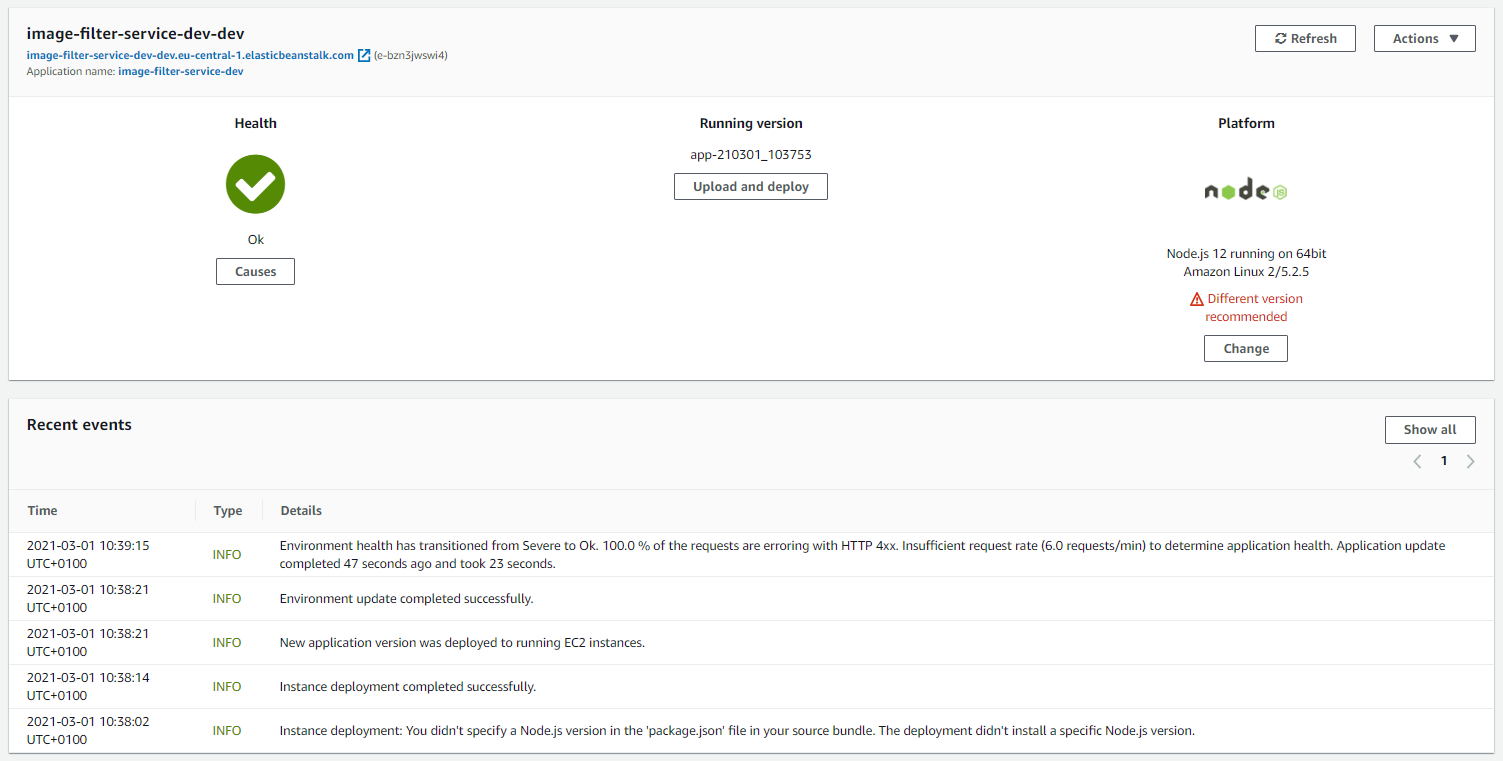 image-filter-service-dev-dev
image-filter-service-dev-dev.eu-central-1.elasticbeanstalk.com (e-bzn3jwswi4)
Application name: image-filter-service-dev
Refresh
Actions
Health
Ok
Causes
Running version
app-210301_103753
Upload and deploy
Platform
node JS
Node.js 12 running on 64bit
Amazon Linux 2/5.2.5
Different version
recommended
Change
Recent events
Show all
1
Time Type Details
2021-03-01 10:39:15
UTC+0100
INFO
Environment health has transitioned from Severe to Ok. 100.0 % of the requests are erroring with HTTP 4xx. Insufficient request rate (6.0 requests/min) to determine application health. Application update
completed 47 seconds ago and took 23 seconds.
2021-03-01 10:38:21
UTC+0100
INFO
Environment update completed successfully.
2021-03-01 10:38:21
UTC+0100
INFO
New application version was deployed to running EC2 instances.
2021-03-01 10:38:14
UTC+0100
INFO
Instance deployment completed successfully.
2021-03-01 10:38:02
UTC+0100
INFO
Instance deployment: You didn't specify a Node.js version in the 'package.json' file in your source bundle. The deployment didn't install a specific Node.js version.